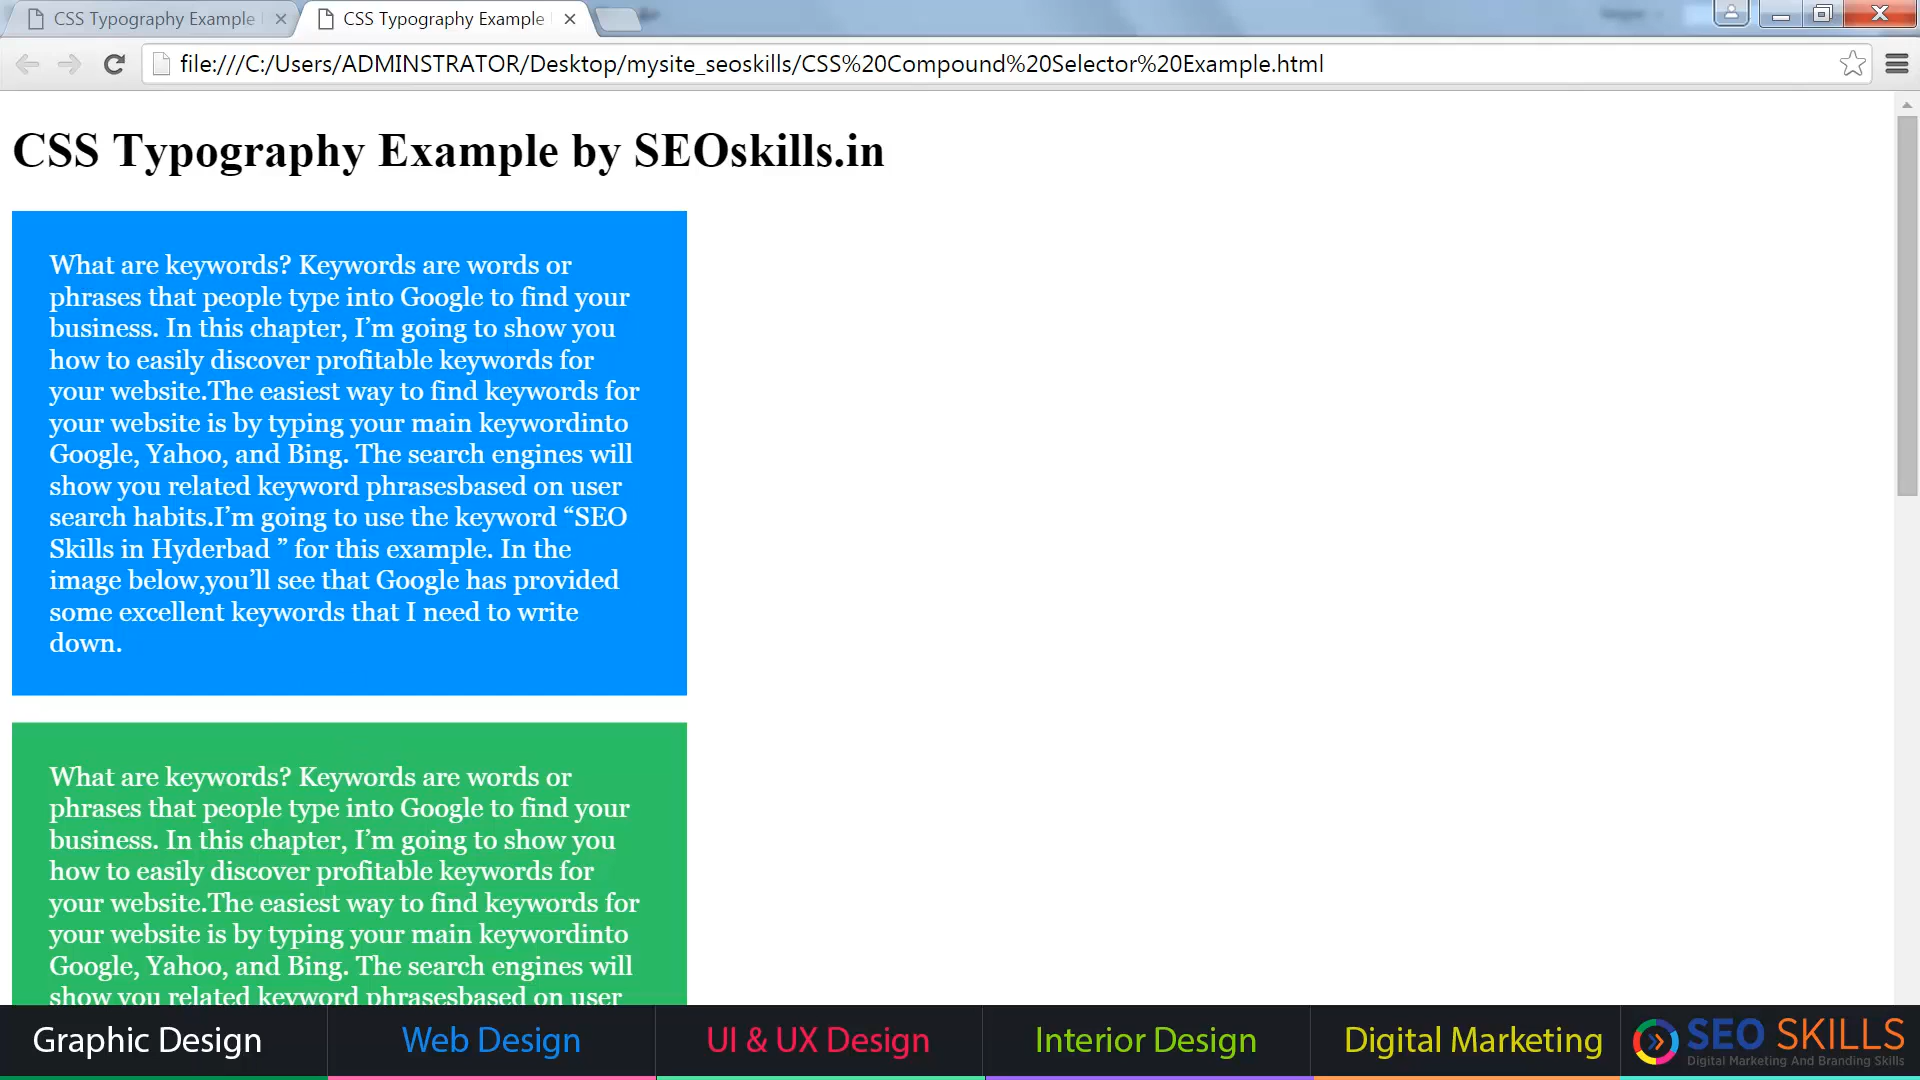 CSS Typography Example
CSS Typography Example
file:///C:/Users/ADMINSTRATOR/Desktop/mysite_seoskills/CSS%20Compound%20Selector%20Example.html
CSS Typography Example by SEOskills.in
What are keywords? Keywords are words or
phrases that people type into Google to find your
business. In this chapter, I’m going to show you
how to easily discover profitable keywords for
your website.The easiest way to find keywords for
your website is by typing your main keywordinto
Google, Yahoo, and Bing. The search engines will
show you related keyword phrasesbased on user
search habits.I’m going to use the keyword “SEO
Skills in Hyderbad ” for this example. In the
image below,you’ll see that Google has provided
some excellent keywords that I need to write
down.
What are keywords? Keywords are words or
phrases that people type into Google to find your
business. In this chapter, I’m going to show you
how to easily discover profitable keywords for
your website.The easiest way to find keywords for
your website is by typing your main keywordinto
Google, Yahoo, and Bing. The search engines will
show you related keyword phrasesbased on user
Graphic Design
Web Design
UI & UX Design
Interior Design
Digital Marketing
SEO SKILLS
Digital Marketing And Branding Skills